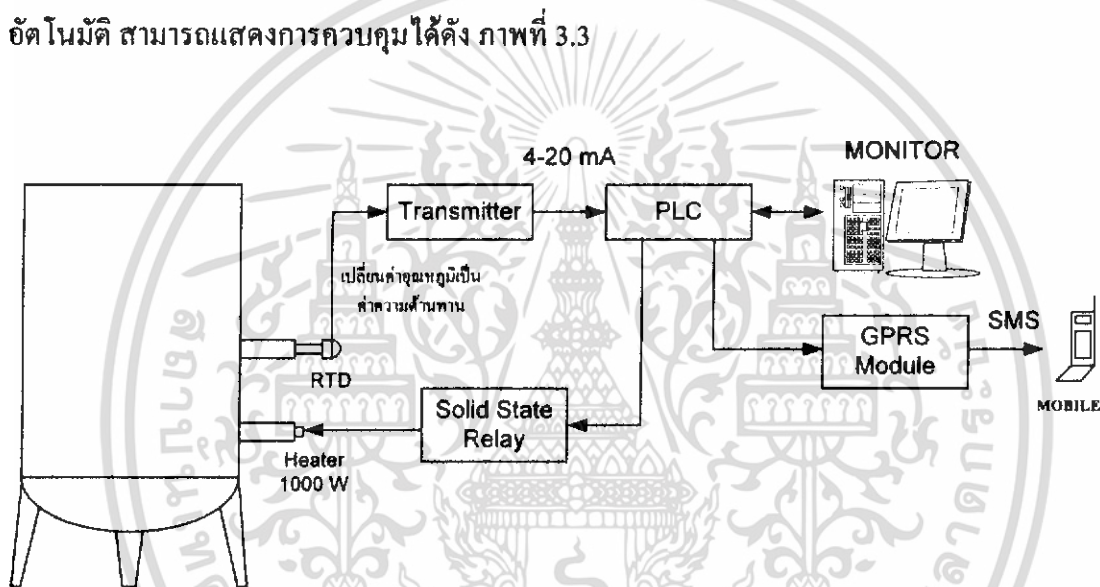 อัตโนมัติ สามารถแสดงการควบคุมได้ดัง ภาพที่ 3.3
4-20 mA
MONITOR
Transmitter
PLC
เปลี่ยนค่าอุณหภูมิเป็น
ค่าความต้านทาน
RTD
GPRS
Module
SMS
MOBILE
Solid State
Relay
Heater
1000 W